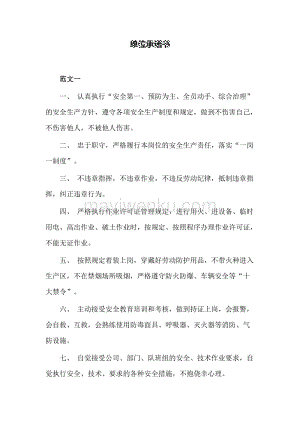 单位承诺书
范文一
一、 认真执行“安全第一、预防为主、全员动手、综合治理”
的安全生产方针，遵守各项安全生产制度和规定，做到不伤害自己，
不伤害他人，不被他人伤害。
二、 忠于职守，严格履行本岗位的安全生产责任，落实“一岗
一制度”。
三、 不违章指挥，不违章作业、不违反劳动纪律，抵制违章指
挥，纠正违章行为。
四、 严格执行作业许可证管理规定，进行用火、进设备、临时
用电、高出作业、破土作业时，按规定、按照程序办理作业许可证，
不能无证作业。
五、 按照规定着装上岗，穿戴好劳动防护用品，不带火种进入
生产区，不在禁烟场所吸烟，严格遵守防火防爆、车辆安全等“十
大禁令”。
六、 主动接受安全教育培训和考核，做到持证上岗，会报警，
会自救、互救，会熟练使用防毒面具、呼吸器、灭火器等消防、气
防设施。
七、 自觉接受公司、部门、队班组的安全、技术作业要求，自
觉执行安全、技术，要求的各种安全措施，不抱侥幸心理。